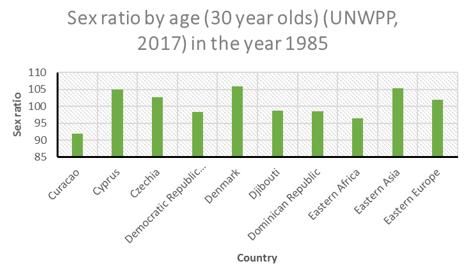 Sex ratio by age (30 year olds) (UNWPP,
2017) in the year 1985
110
105
100
95
90
85
Sex ratio
Curacao
Cyprus
Czechia
Democratic Republic...
Denmark
Djibouti
Dominican Republic
Eastern Africa
Eastern Asia
Eastern Europe
Country